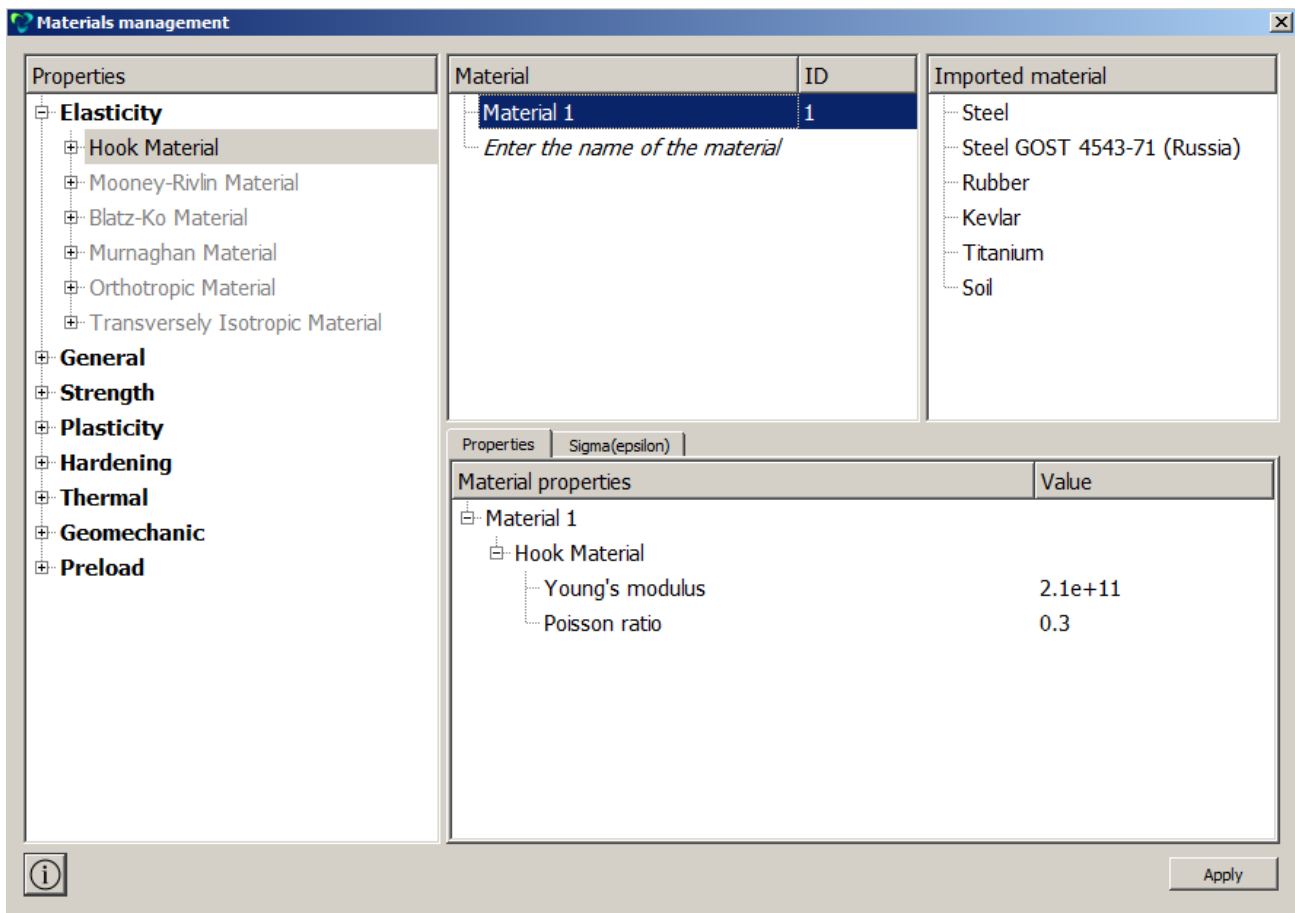 Materials management
Properties
Elasticity
Hook Material
Mooney-Rivlin Material
Blatz-Ko Material
Murnaghan Material
Orthotropic Material
Transversely Isotropic Material
General
Strength
Plasticity
Hardening
Thermal
Geomechanic
Preload
Material ID
Material 1 1
Enter the name of the material
Imported material
Steel
Steel GOST 4543-71 (Russia)
Rubber
Kevlar
Titanium
Soil
Properties Sigma(epsilon)
Material properties Value
Material 1
Hook Material
Young's modulus 2.1e+11
Poisson ratio 0.3
Apply